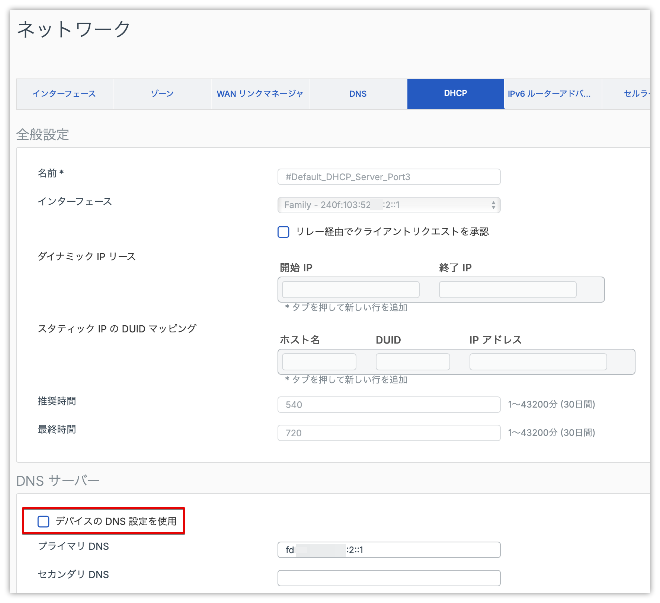 ネットワーク
インターフェース ゾーン WAN リンクマネージャ DNS DHCP IPv6 ルーターアドバ... セルラー
全般設定
名前 * #Default_DHCP_Server_Port3
インターフェース Family - 240f:103:52 :2::1
リレー経由でクライアントリクエストを承認
ダイナミック IP リース
開始 IP 終了 IP
* タブを押して新しい行を追加
スタティック IP の DUID マッピング
ホスト名 DUID IP アドレス
* タブを押して新しい行を追加
推奨時間 540 1〜43200分 (30日間)
最終時間 720 1〜43200分 (30日間)
DNS サーバー
デバイスの DNS 設定を使用
プライマリ DNS fd :2::1
セカンダリ DNS